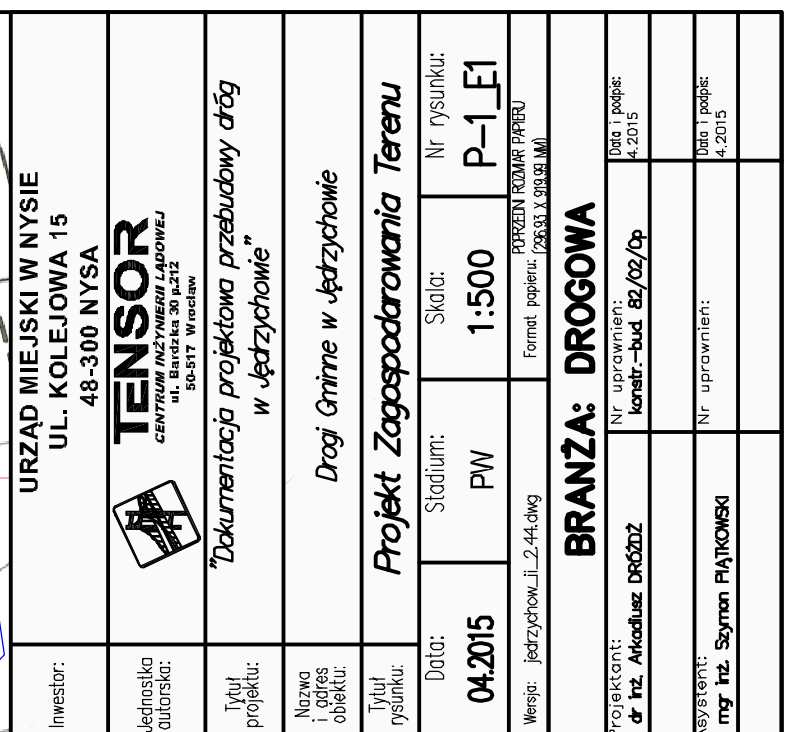 Inwestor:
URZĄD MIEJSKI W NYSIE
UL. KOLEJOWA 15
48-300 NYSA
Jednostka
autorska:
TENSOR
CENTRUM INŻYNIERII LĄDOWEJ
ul. Bardzka 30 p.212
50-517 Wrocław
Tytuł
projektu:
"Dokumentacja projektowa przebudowy dróg
w Jędrzychowie"
Nazwa
i adres
obiektu:
Drogi Gminne w Jędrzychowie
Tytuł
rysunku:
Projekt Zagospodarowania Terenu
Data:
04.2015
Stadium:
PW
Skala:
1:500
Nr rysunku:
P-1_E1
Wersja: jedrzychow_ii_2.44.dwg
Format papieru: POPRZEDNI ROZMIAR PAPIERU
(296.93 X 919.99 MM)
BRANŻA: DROGOWA
Projektant:
dr inż. Arkadiusz DRÓŻDŻ
Nr uprawnień:
konstr.-bud. 82/02/Op
Data i podpis:
4.2015
Asystent:
mgr inż. Szymon PIĄTKOWSKI
Nr uprawnień:
Data i podpis:
4.2015